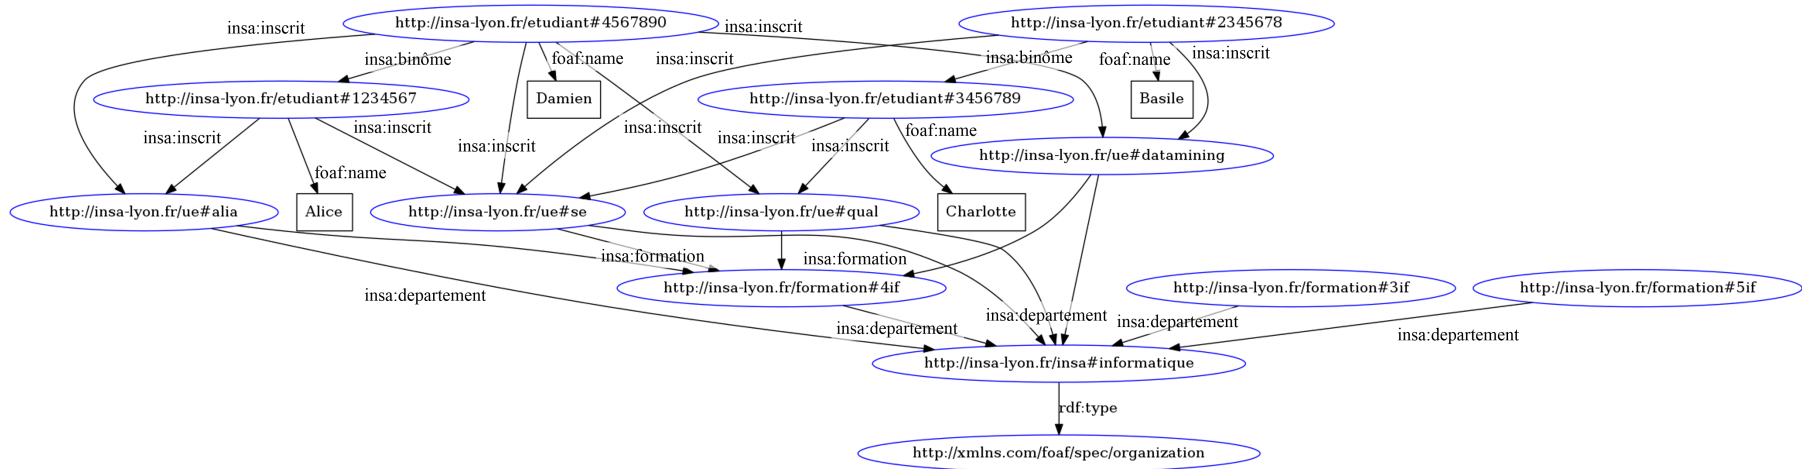 http://insa-lyon.fr/etudiant#4567890
http://insa-lyon.fr/etudiant#2345678
insa:inscrit
insa:inscrit
insa:binôme
foaf:name
insa:inscrit
insa:binôme
foaf:name
insa:inscrit
http://insa-lyon.fr/etudiant#1234567
Damien
http://insa-lyon.fr/etudiant#3456789
Basile
insa:inscrit
insa:inscrit
insa:inscrit
insa:inscrit
insa:inscrit
insa:inscrit
foaf:name
http://insa-lyon.fr/ue#datamining
foaf:name
http://insa-lyon.fr/ue#alia
Alice
http://insa-lyon.fr/ue#se
http://insa-lyon.fr/ue#qual
Charlotte
insa:formation
insa:formation
http://insa-lyon.fr/formation#4if
http://insa-lyon.fr/formation#3if
http://insa-lyon.fr/formation#5if
insa:departement
insa:departement
insa:departement
insa:departement
insa:departement
http://insa-lyon.fr/insa#informatique
rdf:type
http://xmlns.com/foaf/spec/organization